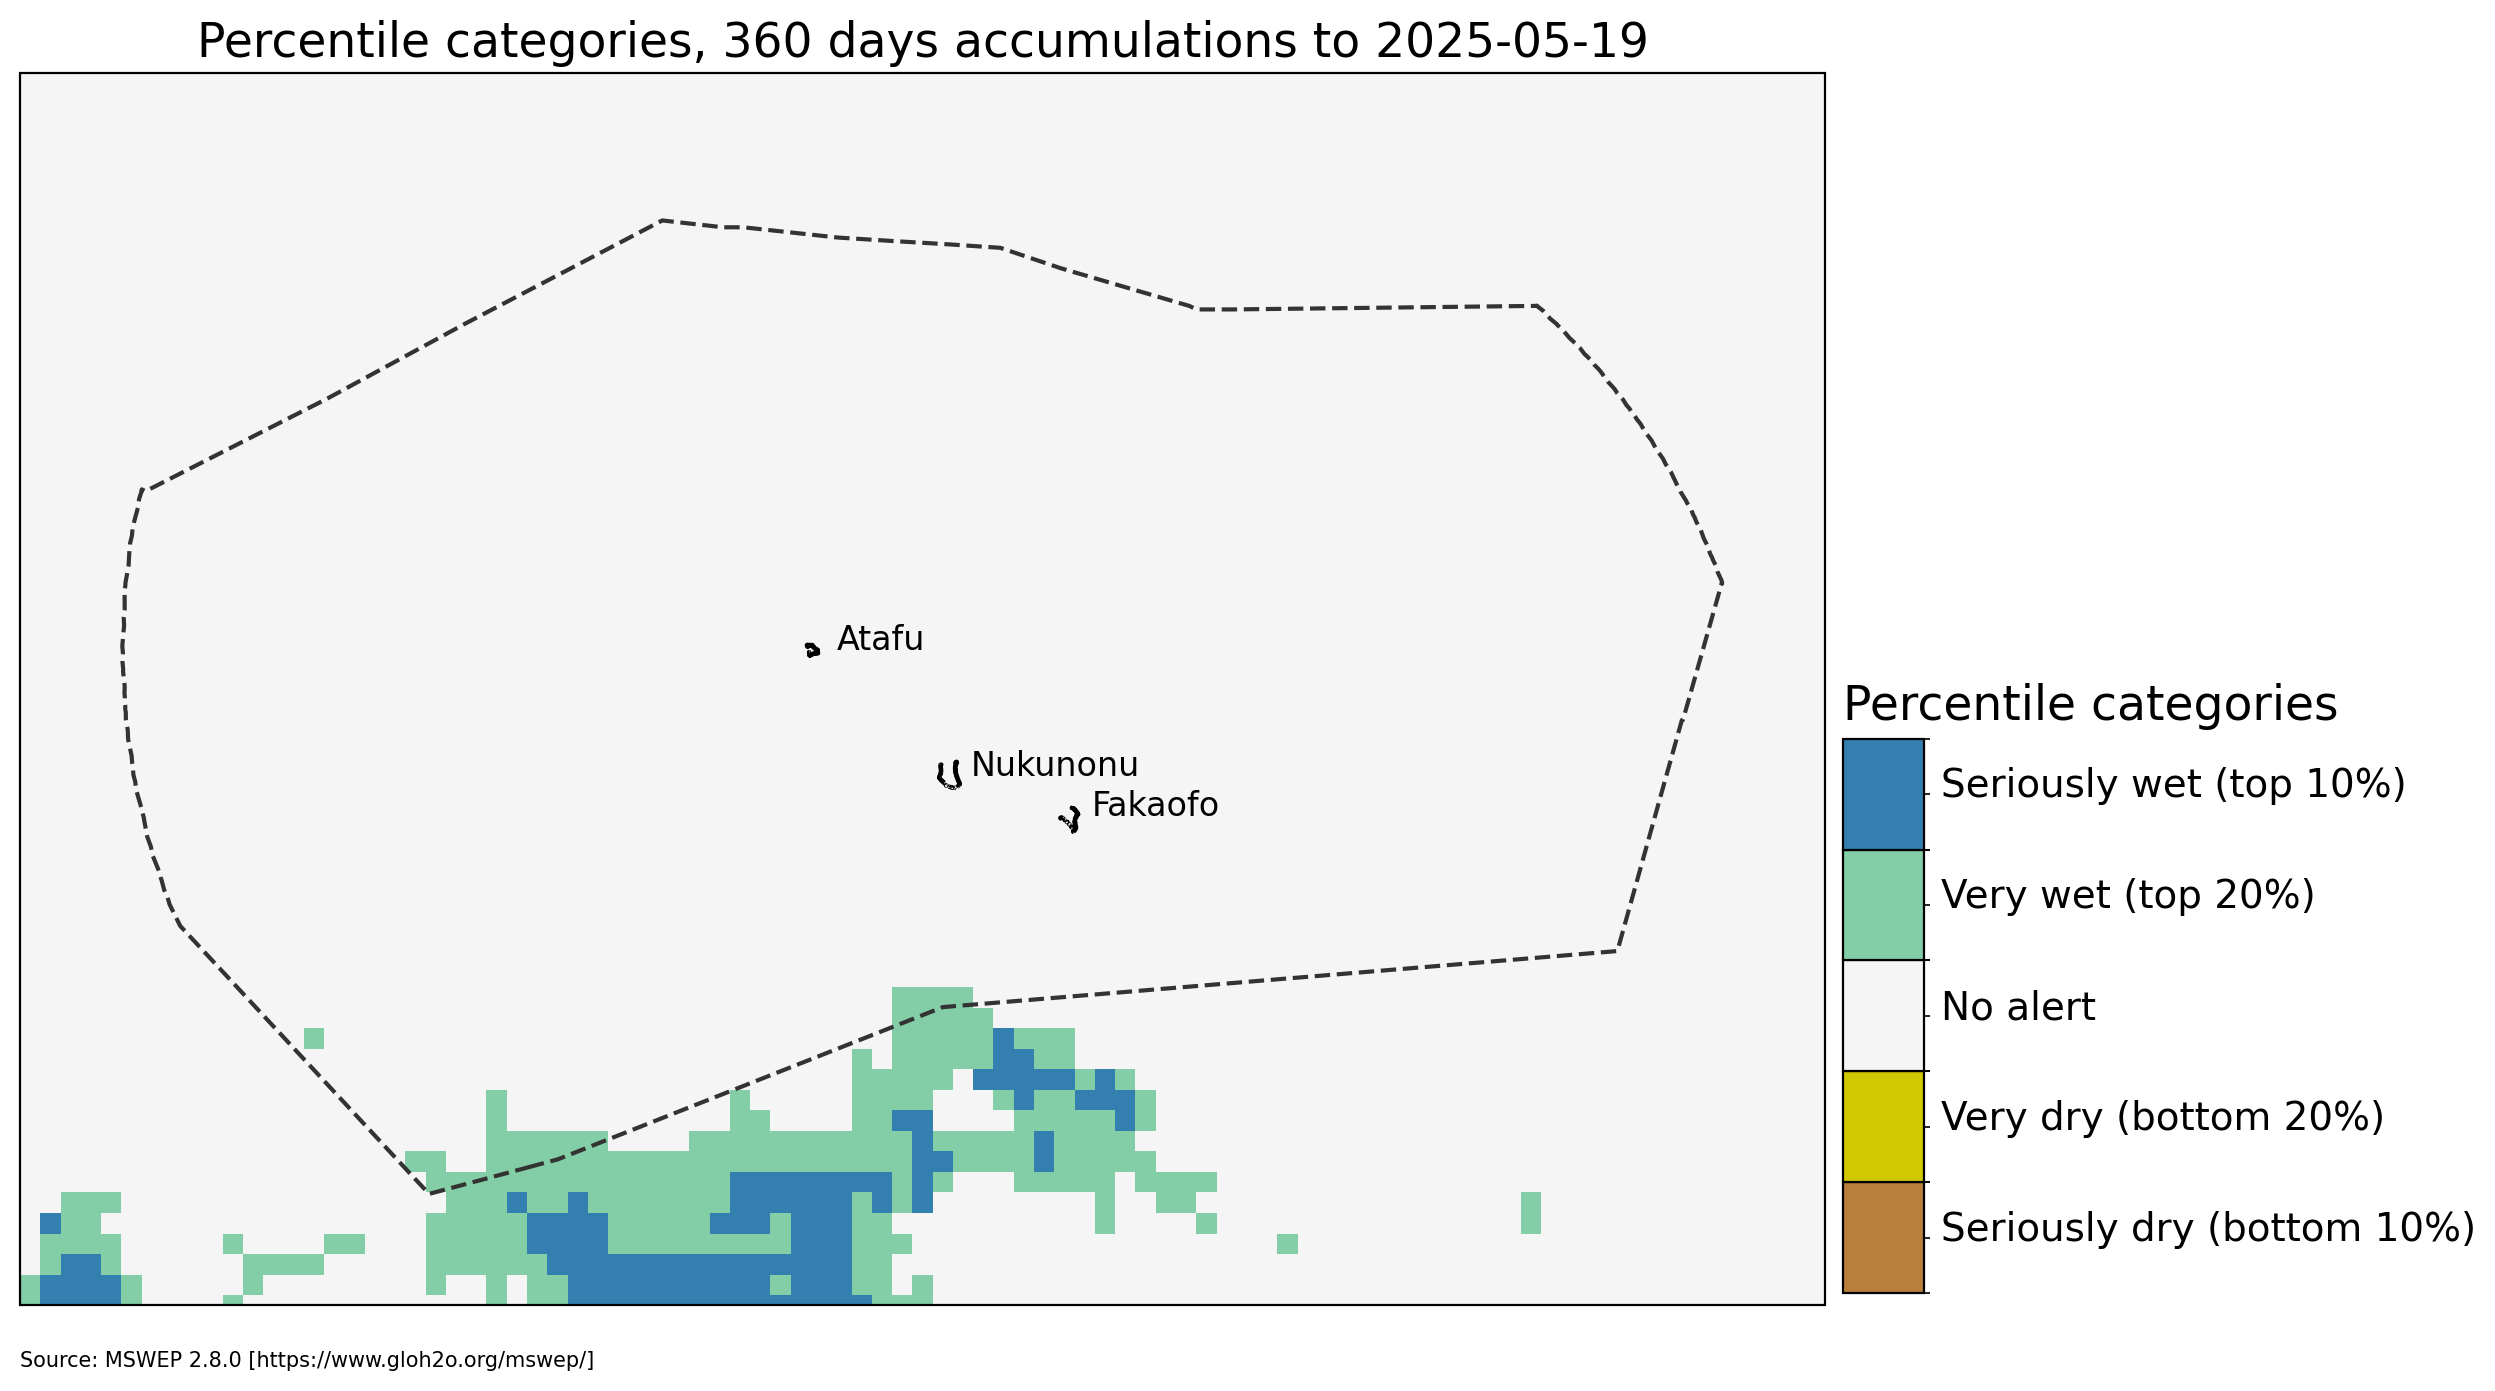 Percentile categories, 360 days accumulations to 2025-05-19
Atafu
Nukunonu
Fakaofo
Percentile categories
Seriously wet (top 10%)
Very wet (top 20%)
No alert
Very dry (bottom 20%)
Seriously dry (bottom 10%)
Source: MSWEP 2.8.0 [https://www.gloh2o.org/mswep/]